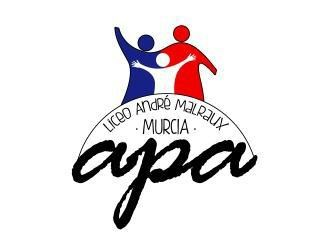 Liceo André Malraux
· MURCIA ·
apa